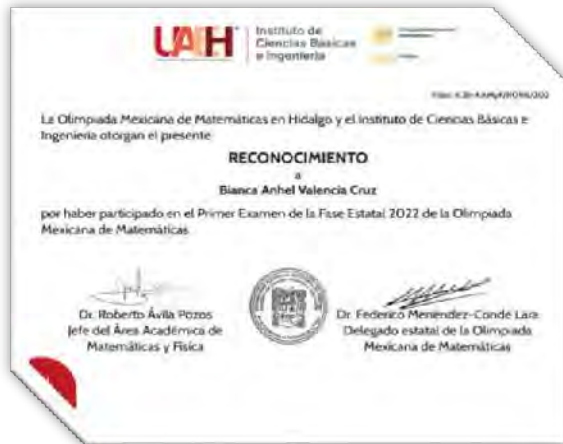 UAEH
Instituto de
Ciencias Básicas
e Ingeniería
La Olimpiada Mexicana de Matemáticas en Hidalgo y el Instituto de Ciencias Básicas e
Ingeniería otorgan el presente
RECONOCIMIENTO
a
Bianca Anhel Valencia Cruz
por haber participado en el Primer Examen de la Fase Estatal 2022 de la Olimpiada
Mexicana de Matemáticas
Dr. Roberto Ávila Pozos
Jefe del Área Académica de
Matemáticas y Física
Dr. Federico Menéndez-Conde Lara
Delegado estatal de la Olimpiada
Mexicana de Matemáticas